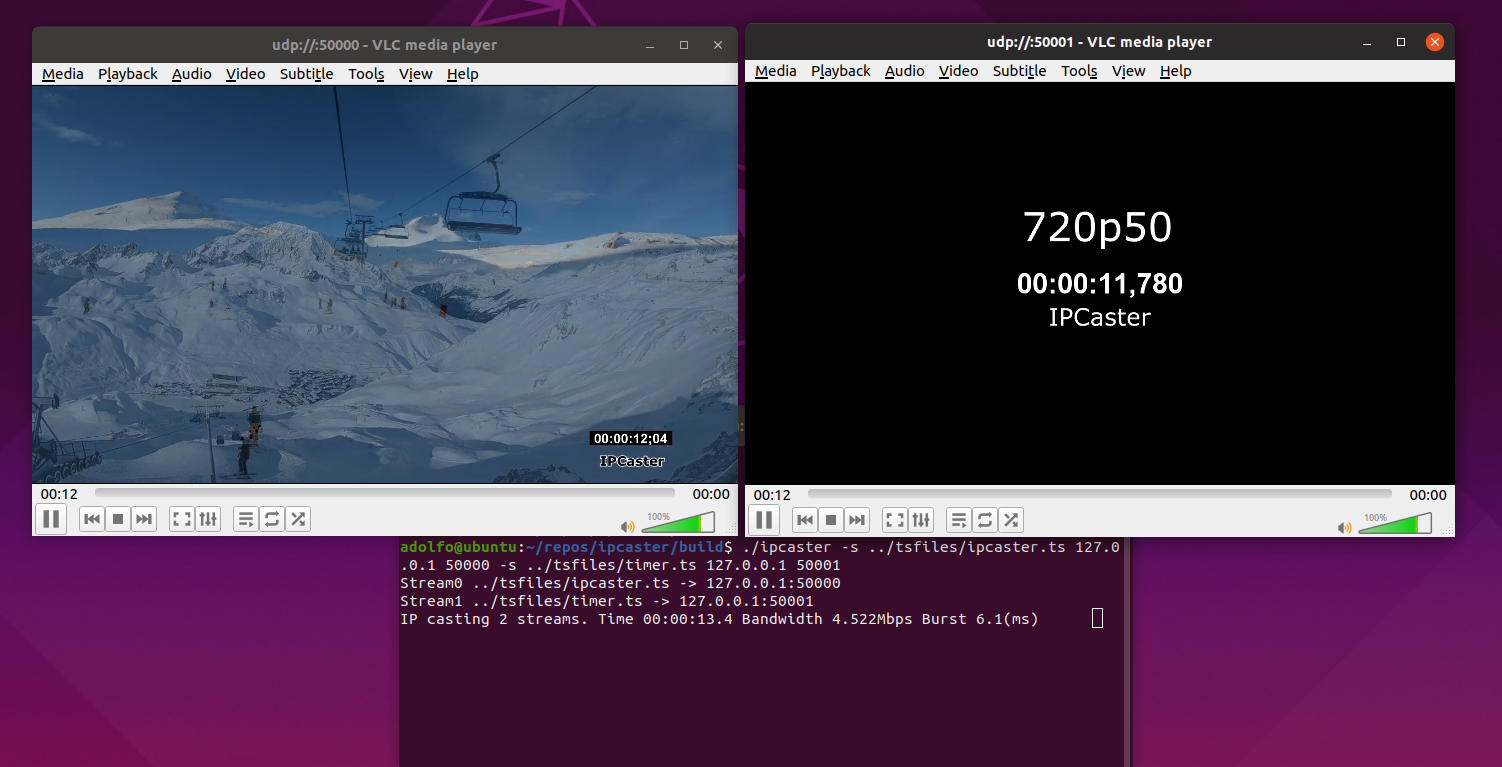 udp://:50000 - VLC media player
Media Playback Audio Video Subtitle Tools View Help
00:00:12;04
IPCaster
00:12 00:00
100%
udp://:50001 - VLC media player
Media Playback Audio Video Subtitle Tools View Help
720p50
00:00:11,780
IPCaster
00:12 00:00
100%
adolfo@ubuntu:~/repos/ipcaster/build$ ./ipcaster -s ../tsfiles/ipcaster.ts 127.0
.0.1 50000 -s ../tsfiles/timer.ts 127.0.0.1 50001
Stream0 ../tsfiles/ipcaster.ts -> 127.0.0.1:50000
Stream1 ../tsfiles/timer.ts -> 127.0.0.1:50001
IP casting 2 streams. Time 00:00:13.4 Bandwidth 4.522Mbps Burst 6.1(ms)